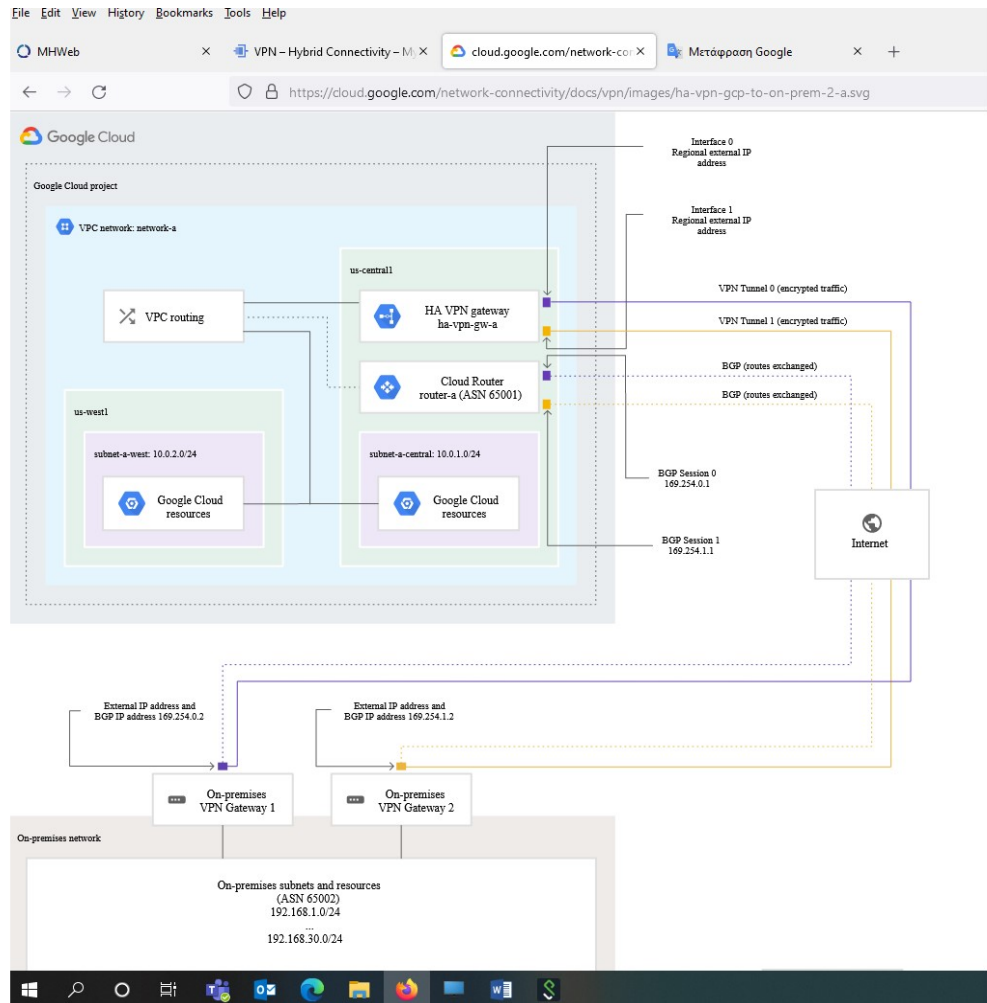 File Edit View History Bookmarks Tools Help
MHWeb
VPN – Hybrid Connectivity – My
cloud.google.com/network-cor
Μετάφραση Google
https://cloud.google.com/network-connectivity/docs/vpn/images/ha-vpn-gcp-to-on-prem-2-a.svg
Google Cloud
Google Cloud project
VPC network: network-a
us-central1
VPC routing
HA VPN gateway
ha-vpn-gw-a
Cloud Router
router-a (ASN 65001)
us-west1
subnet-a-west: 10.0.2.0/24
Google Cloud
resources
subnet-a-central: 10.0.1.0/24
Google Cloud
resources
Interface 0
Regional external IP
address
Interface 1
Regional external IP
address
VPN Tunnel 0 (encrypted traffic)
VPN Tunnel 1 (encrypted traffic)
BGP (routes exchanged)
BGP (routes exchanged)
BGP Session 0
169.254.0.1
BGP Session 1
169.254.1.1
Internet
External IP address and
BGP IP address 169.254.0.2
External IP address and
BGP IP address 169.254.1.2
On-premises
VPN Gateway 1
On-premises
VPN Gateway 2
On-premises network
On-premises subnets and resources
(ASN 65002)
192.168.1.0/24
...
192.168.30.0/24